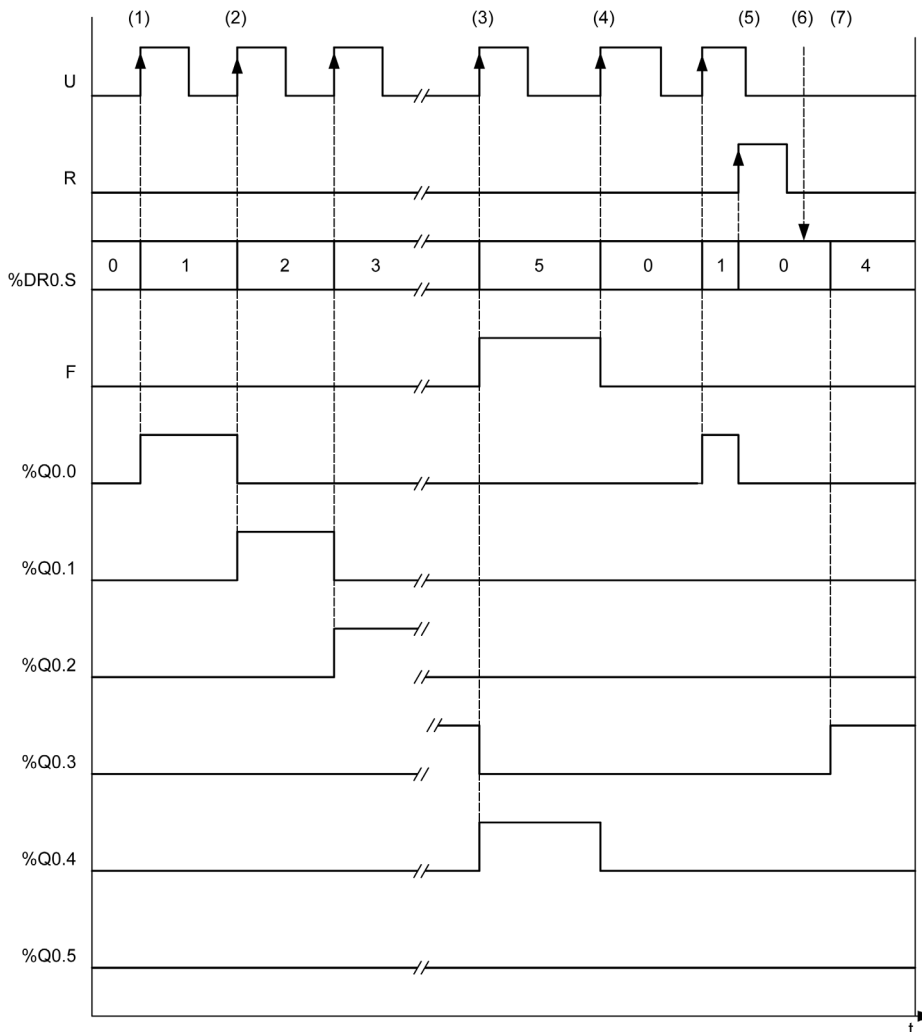 (1) (2) (3) (4) (5) (6) (7)
U
R
%DR0.S 0 1 2 3 5 0 1 0 4
F
%Q0.0
%Q0.1
%Q0.2
%Q0.3
%Q0.4
%Q0.5
t